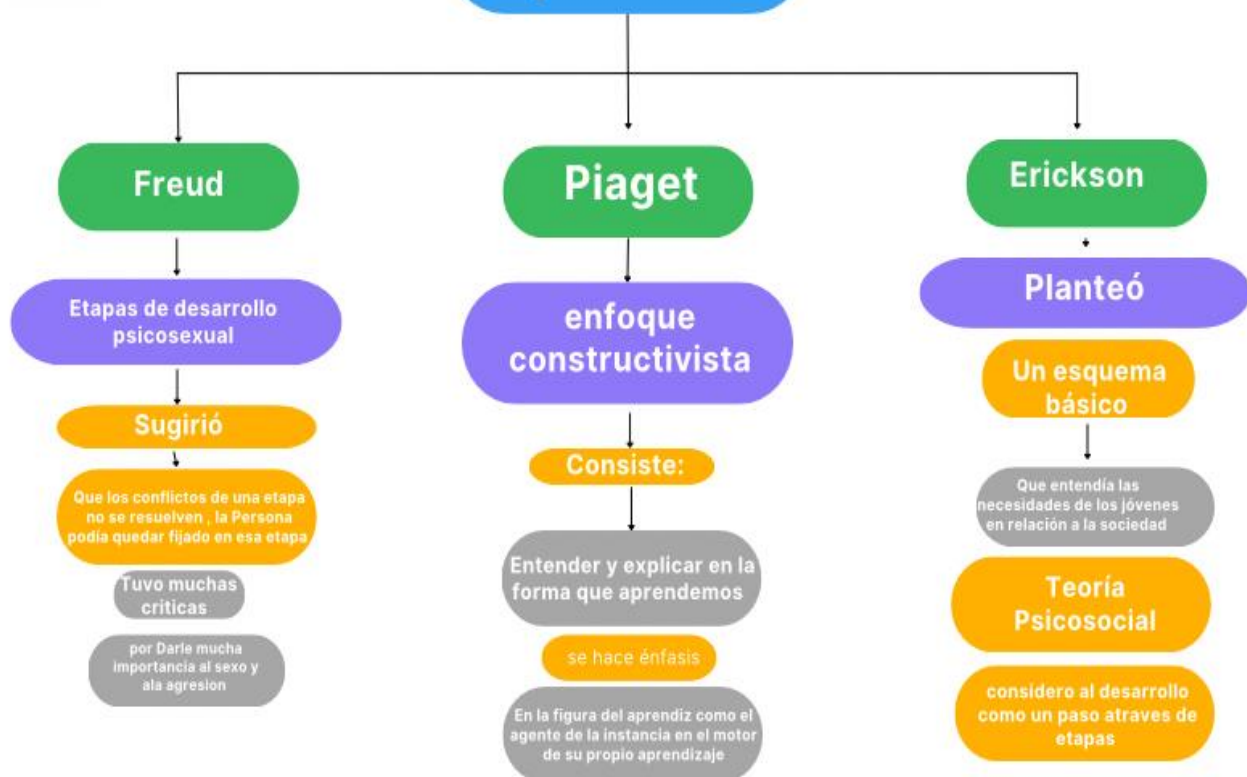 Freud
Etapas de desarrollo
psicosexual
Sugirió
Que los conflictos de una etapa
no se resuelven , la Persona
podía quedar fijado en esa etapa
Tuvo muchas
criticas
por Darle mucha
importancia al sexo y
ala agresion
Piaget
enfoque
constructivista
Consiste:
Entender y explicar en la
forma que aprendemos
se hace énfasis
En la figura del aprendiz como el
agente de la instancia en el motor
de su propio aprendizaje
Erickson
Planteó
Un esquema
básico
Que entendía las
necesidades de los jóvenes
en relación a la sociedad
Teoría
Psicosocial
considero al desarrollo
como un paso atraves de
etapas